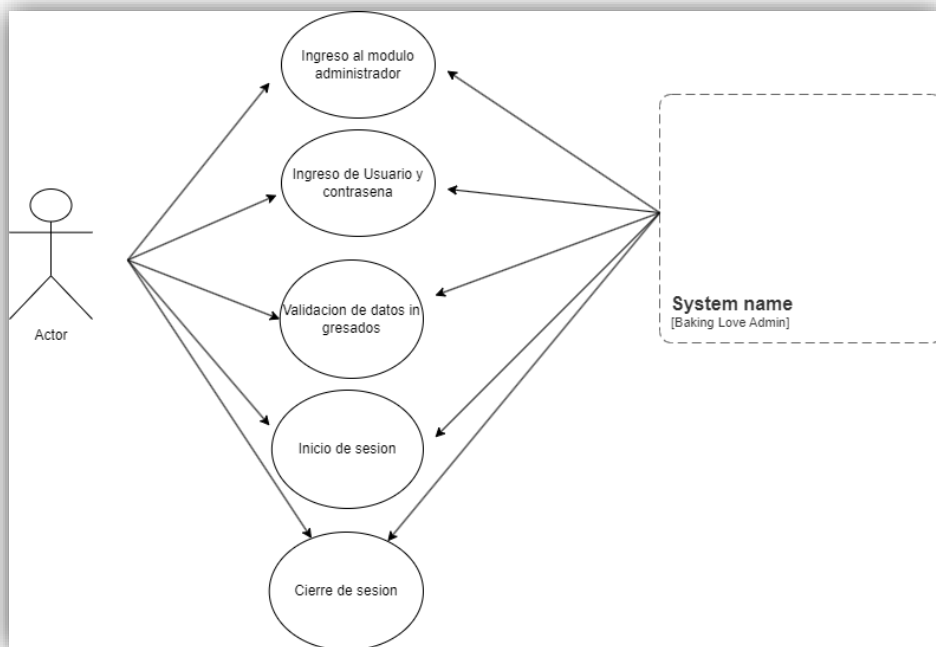 Ingreso al modulo
administrador
Ingreso de Usuario y
contrasena
Validacion de datos in
gresados
System name
[Baking Love Admin]
Actor
Inicio de sesion
Cierre de sesion